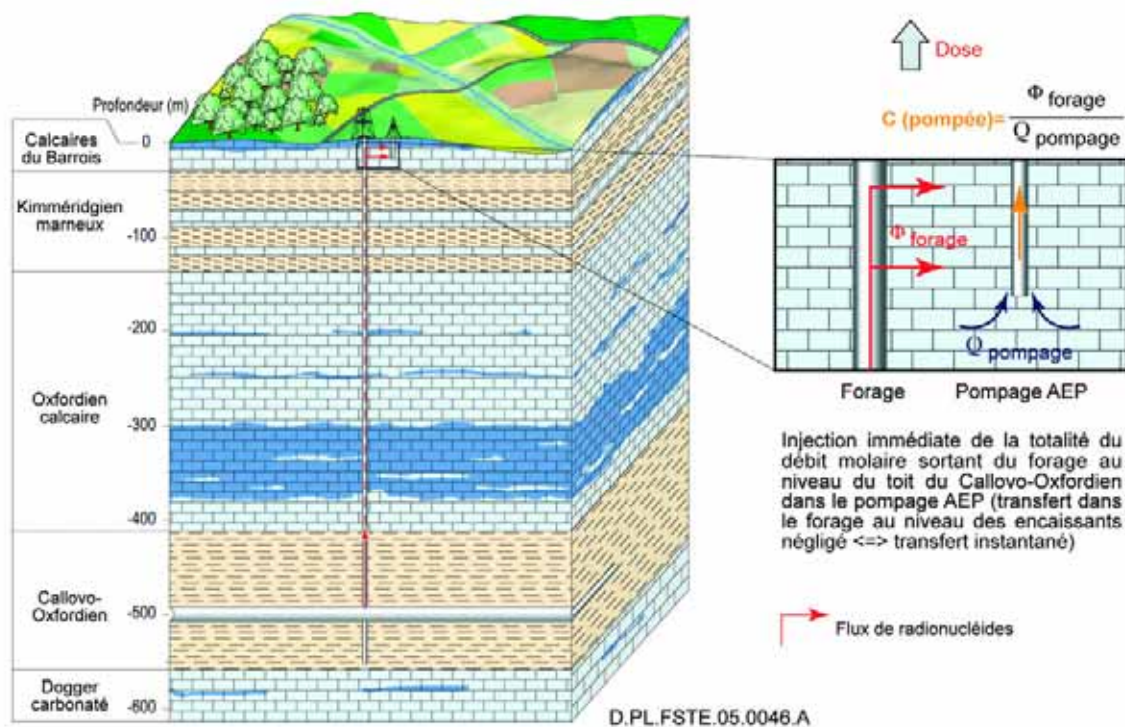 Profondeur (m)
Calcaires
du Barrois
0
Kimméridgien
marneux
-100
-200
Oxfordien
calcaire
-300
-400
Callovo-
Oxfordien
-500
Dogger
carbonaté
-600
Dose
C (pompée)= Φ forage
Q pompage
Φ forage
Q pompage
Forage
Pompage AEP
Injection immédiate de la totalité du
débit molaire sortant du forage au
niveau du toit du Callovo-Oxfordien
dans le pompage AEP (transfert dans
le forage au niveau des encaissants
négligé <=> transfert instantané)
Flux de radionucléides
D.PL.FSTE.05.0046.A